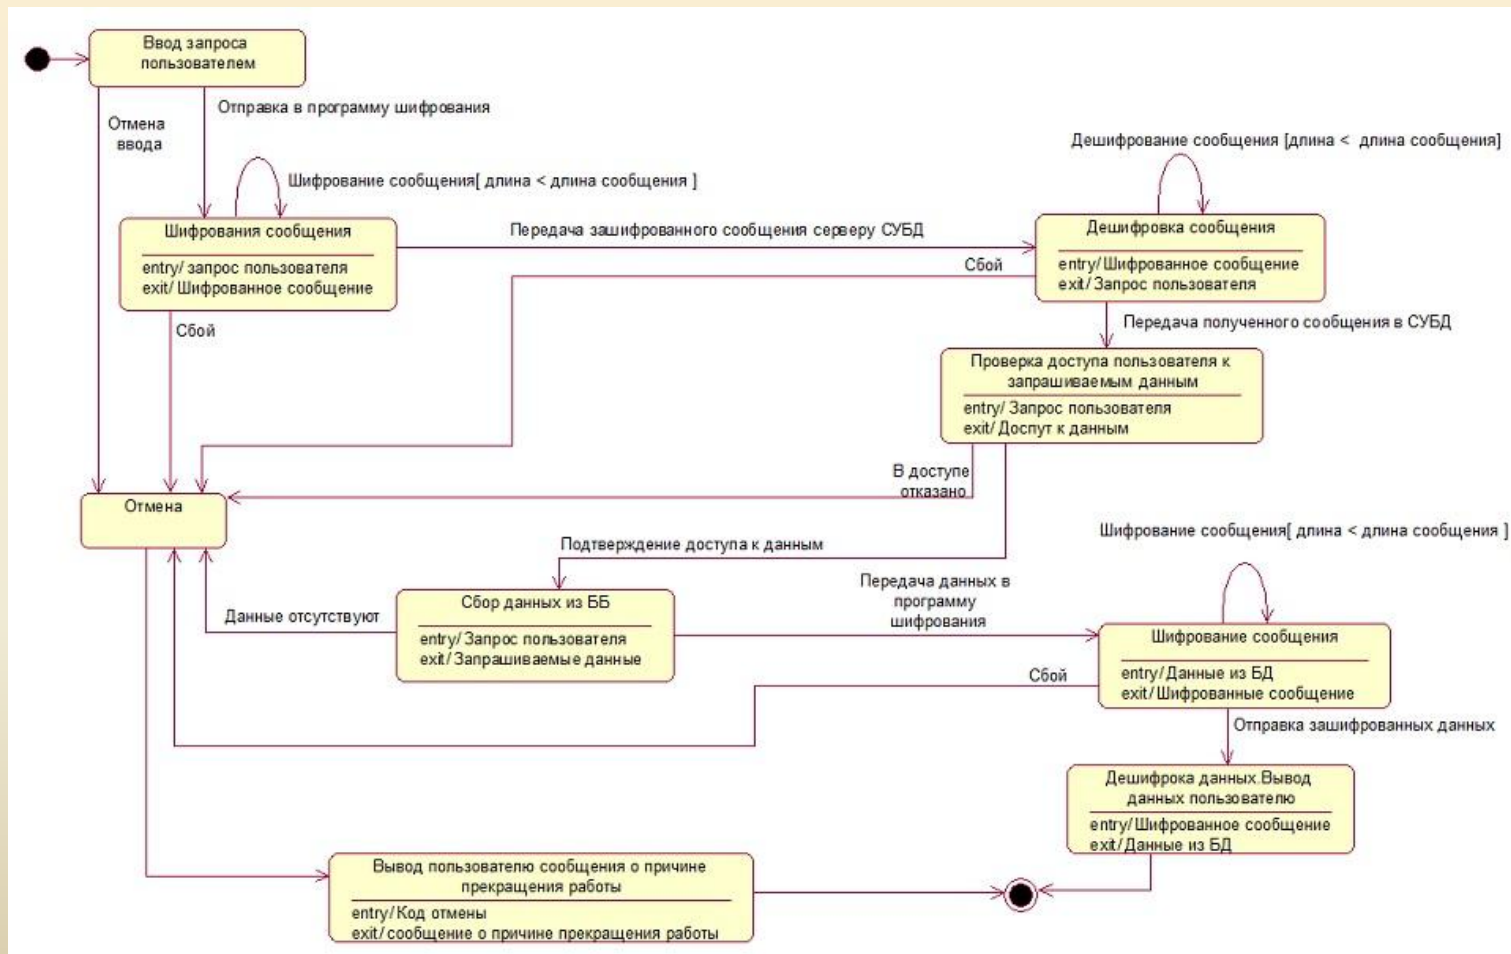 Ввод запроса
пользователем
Отправка в программу шифрования
Отмена
ввода
Шифрование сообщения[ длина < длина сообщения ]
Дешифрование сообщения [длина < длина сообщения]
Шифрования сообщения
entry/ запрос пользователя
exit/ Шифрованное сообщение
Передача зашифрованного сообщения серверу СУБД
Дешифровка сообщения
entry/ Шифрованное сообщение
exit/ Запрос пользователя
Сбой
Сбой
Передача полученного сообщения в СУБД
Проверка доступа пользователя к
запрашиваемым данным
entry/ Запрос пользователя
exit/ Доспут к данным
В доступе
отказано
Отмена
Подтверждение доступа к данным
Шифрование сообщения[ длина < длина сообщения ]
Данные отсутствуют
Сбор данных из ББ
entry/ Запрос пользователя
exit/ Запрашиваемые данные
Передача данных в
программу
шифрования
Шифрование сообщения
entry/ Данные из БД
exit/ Шифрованные сообщение
Сбой
Отправка зашифрованных данных
Дешифрока данных.Вывод
данных пользователю
entry/ Шифрованное сообщение
exit/ Данные из БД
Вывод пользователю сообщения о причине
прекращения работы
entry/ Код отмены
exit/ сообщение о причине прекращения работы